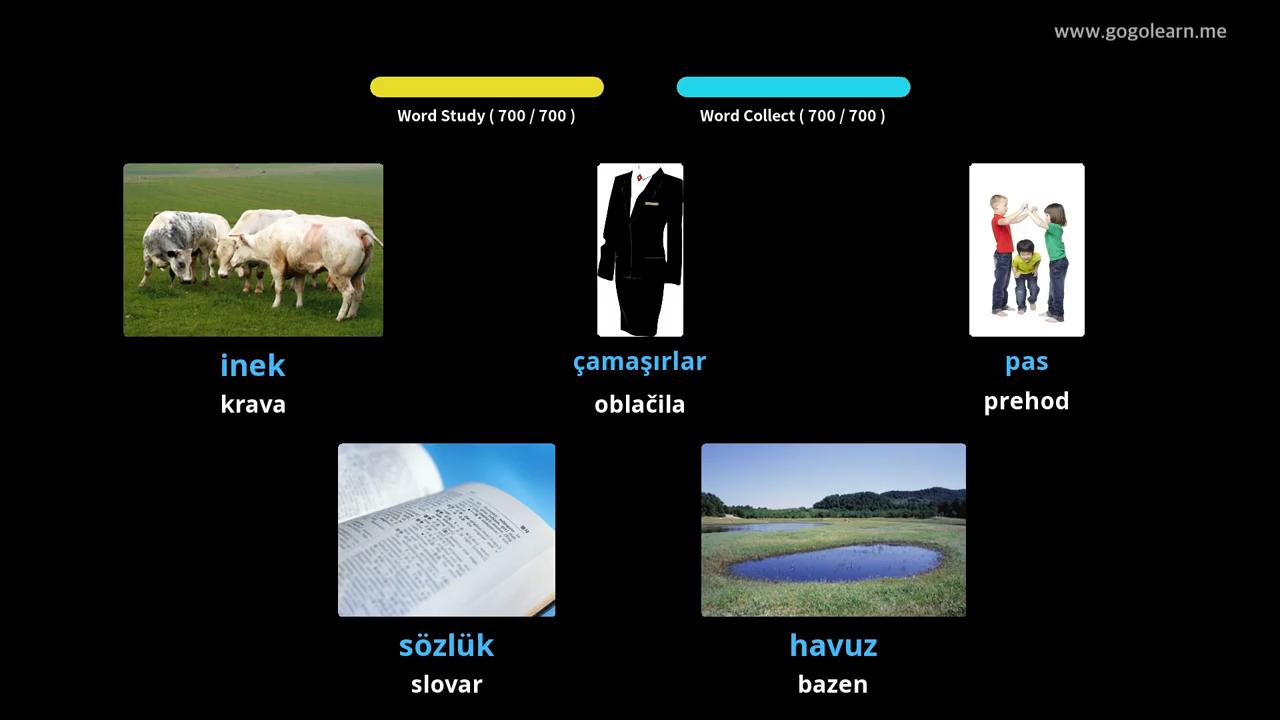 www.gogolearn.me
Word Study ( 700 / 700 )
Word Collect ( 700 / 700 )
inek
krava
çamaşırlar
oblačila
pas
prehod
sözlük
slovar
havuz
bazen